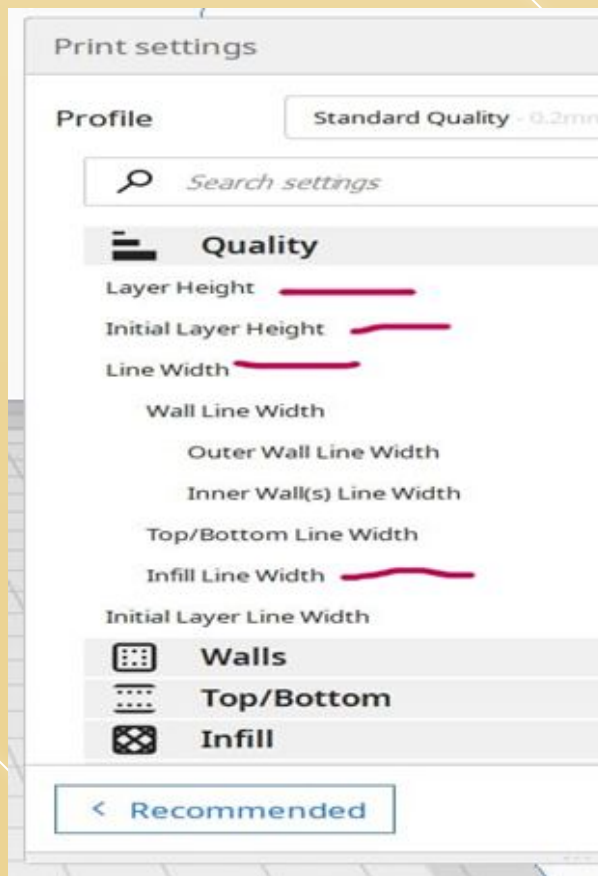 Print settings
Profile
Standard Quality - 0.2mm
Search settings
Quality
Layer Height
Initial Layer Height
Line Width
Wall Line Width
Outer Wall Line Width
Inner Wall(s) Line Width
Top/Bottom Line Width
Infill Line Width
Initial Layer Line Width
Walls
Top/Bottom
Infill
< Recommended